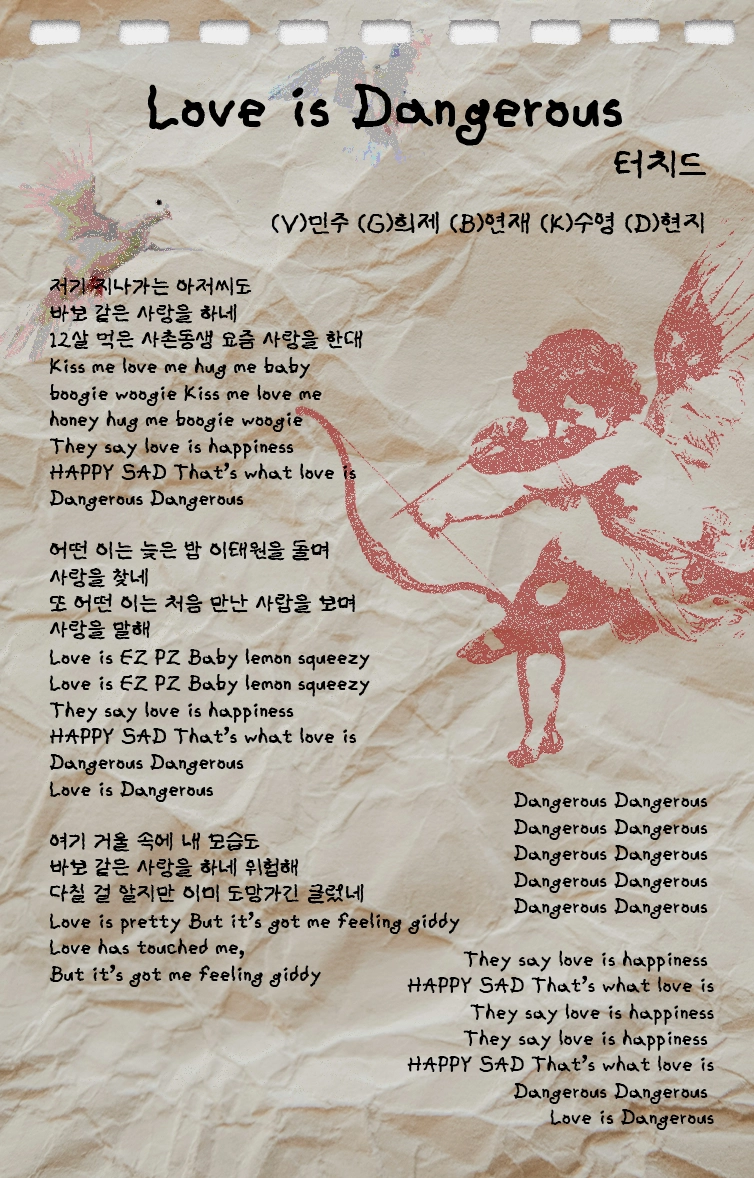 Love is Dangerous
터치드
(V)민주 (G)희제 (B)연재 (K)수영 (D)현지
저기 지나가는 아저씨도
바보 같은 사랑을 하네
12살 먹은 사촌동생 요즘 사랑을 한대
Kiss me love me hug me baby
boogie woogie Kiss me love me
honey hug me boogie woogie
They say love is happiness
HAPPY SAD That's what love is
Dangerous Dangerous
어떤 이는 늦은 밤 이태원을 돌며
사랑을 찾네
또 어떤 이는 처음 만난 사람을 보며
사랑을 말해
Love is EZ PZ Baby lemon squeezy
Love is EZ PZ Baby lemon squeezy
They say love is happiness
HAPPY SAD That's what love is
Dangerous Dangerous
Love is Dangerous
여기 거울 속에 내 모습도
바보 같은 사랑을 하네 위험해
다칠 걸 알지만 이미 도망가긴 글렀네
Love is pretty But it's got me feeling giddy
Love has touched me,
But it's got me feeling giddy
Dangerous Dangerous
Dangerous Dangerous
Dangerous Dangerous
Dangerous Dangerous
Dangerous Dangerous
They say love is happiness
HAPPY SAD That's what love is
They say love is happiness
They say love is happiness
HAPPY SAD That's what love is
Dangerous Dangerous
Love is Dangerous